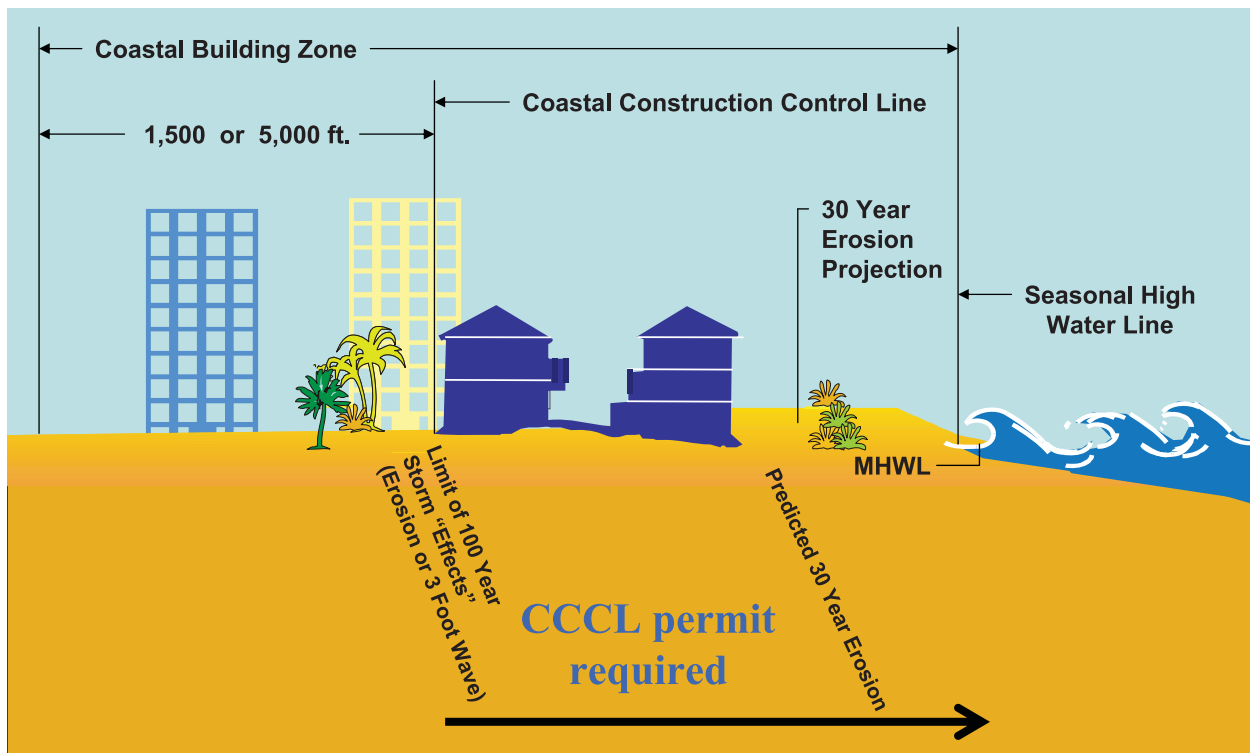 Coastal Building Zone
Coastal Construction Control Line
1,500 or 5,000 ft.
30 Year
Erosion
Projection
Seasonal High
Water Line
MHWL
Limit of 100 Year
Storm “Effects”
(Erosion or 3 Foot Wave)
Predicted 30 Year Erosion
CCCL permit
required